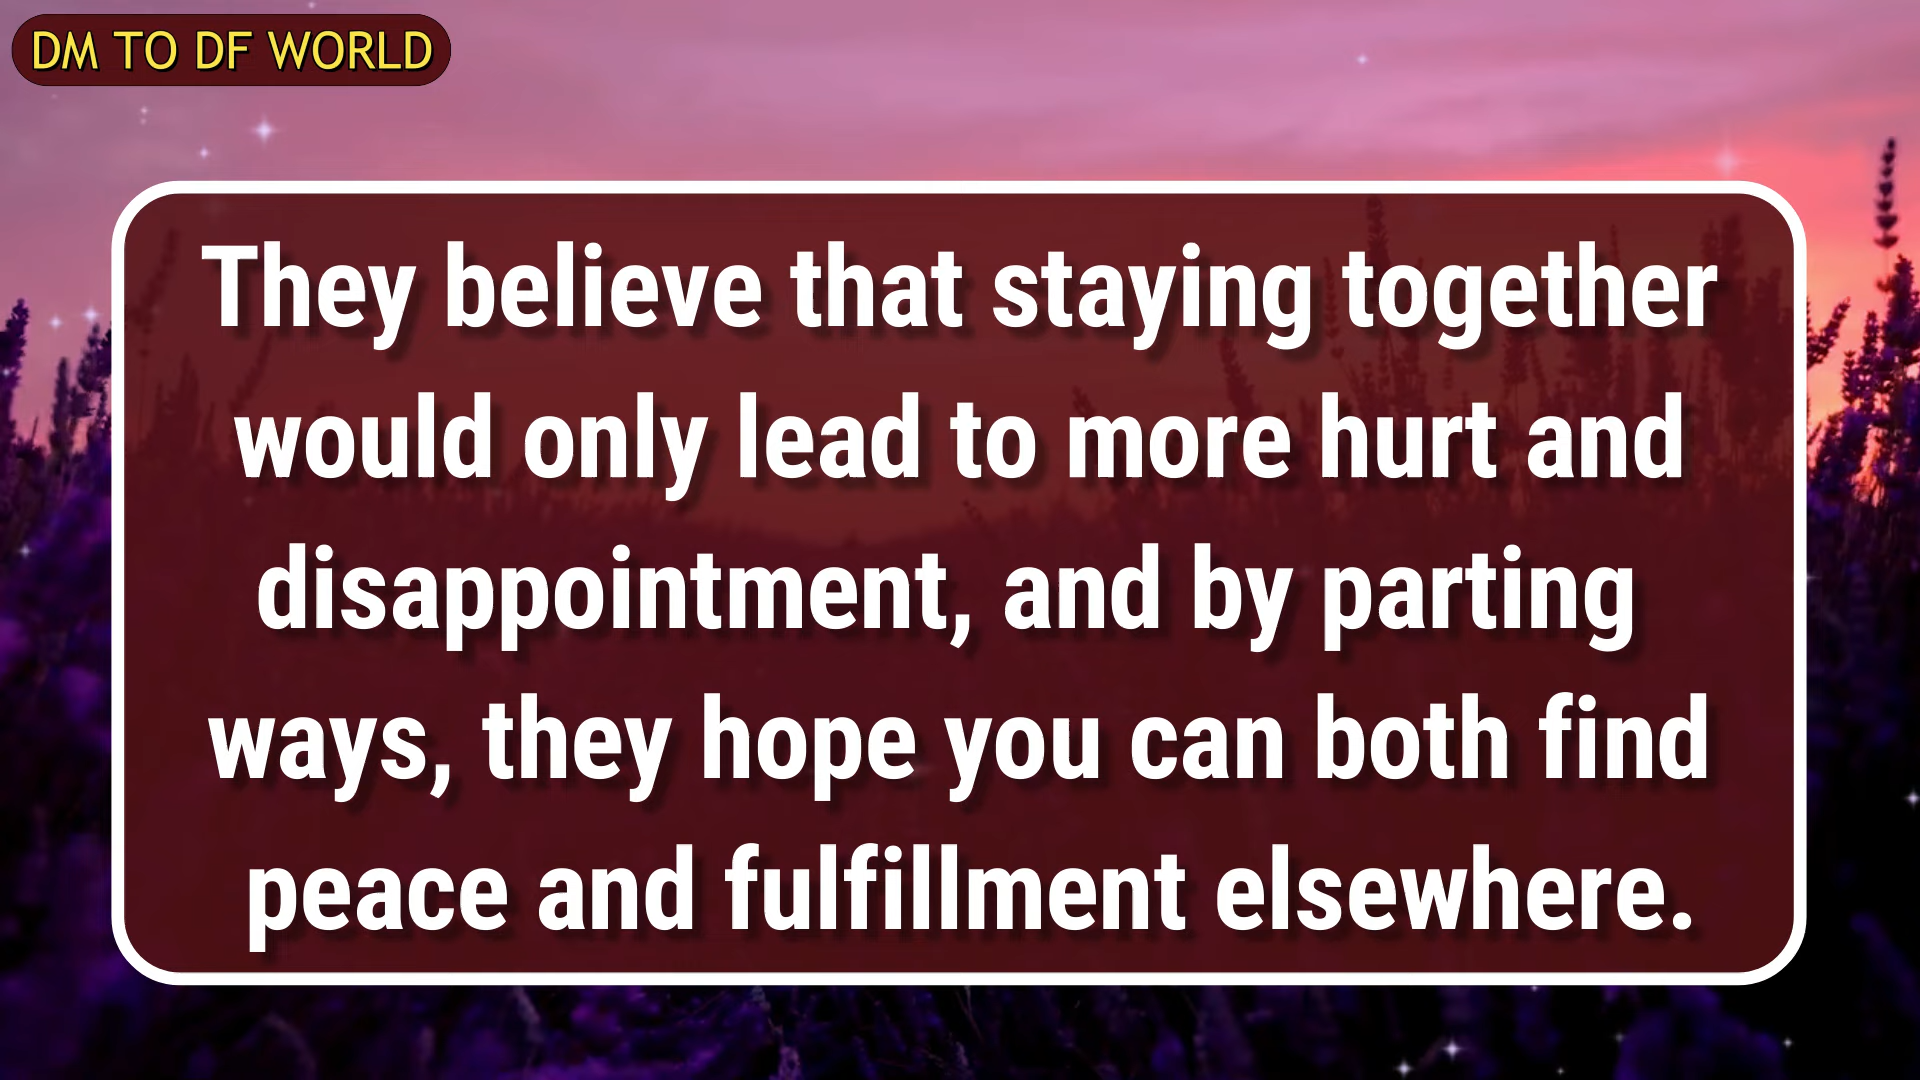 DM TO DF WORLD
They believe that staying together
would only lead to more hurt and
disappointment, and by parting
ways, they hope you can both find
peace and fulfillment elsewhere.